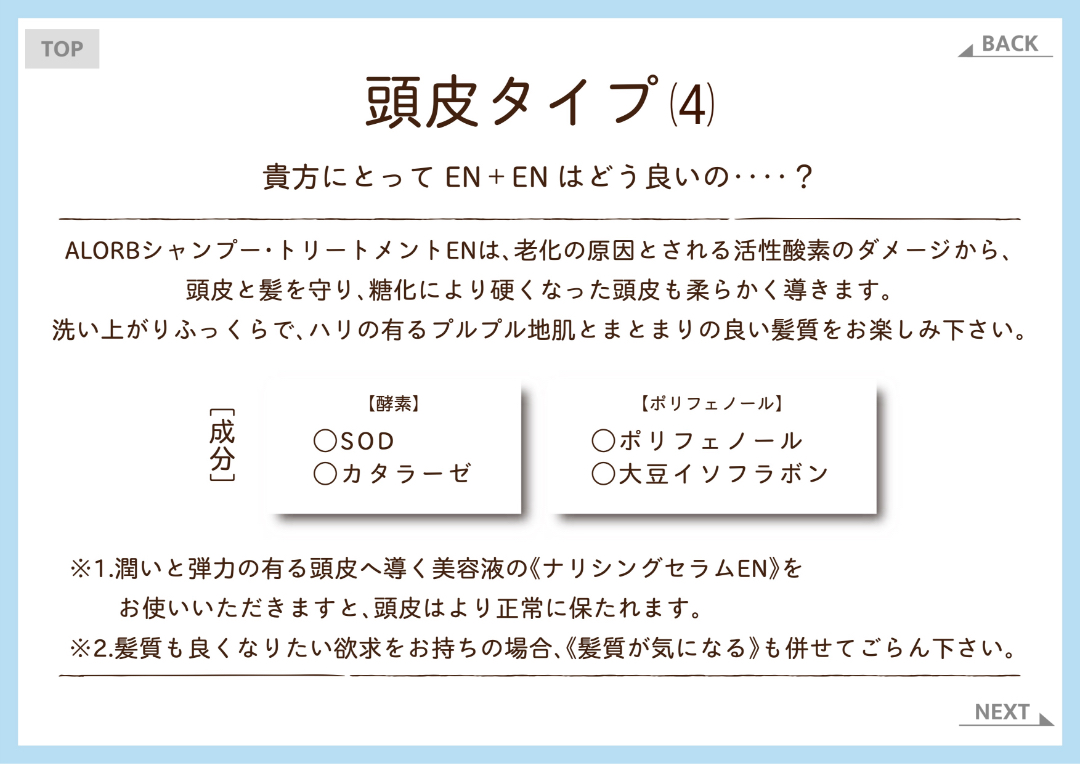 TOP
BACK
頭皮タイプ(4)
貴方にとって EN＋EN はどう良いの‥‥？
ALORBシャンプー・トリートメントENは、老化の原因とされる活性酸素のダメージから、
頭皮と髪を守り、糖化により硬くなった頭皮も柔らかく導きます。
洗い上がりふっくらで、ハリの有るプルプル地肌とまとまりの良い髪質をお楽しみ下さい。
［成分］
【酵素】
○SOD
○カタラーゼ
【ポリフェノール】
○ポリフェノール
○大豆イソフラボン
※1.潤いと弾力の有る頭皮へ導く美容液の《ナリシングセラムEN》を
お使いいただきますと、頭皮はより正常に保たれます。
※2.髪質も良くなりたい欲求をお持ちの場合、《髪質が気になる》も併せてごらん下さい。
NEXT